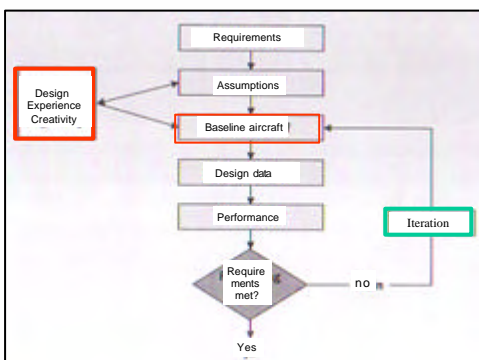 Requirements
Design
Experience
Creativity
Assumptions
Baseline aircraft
Design data
Performance
Iteration
Require
ments
met?
no
Yes